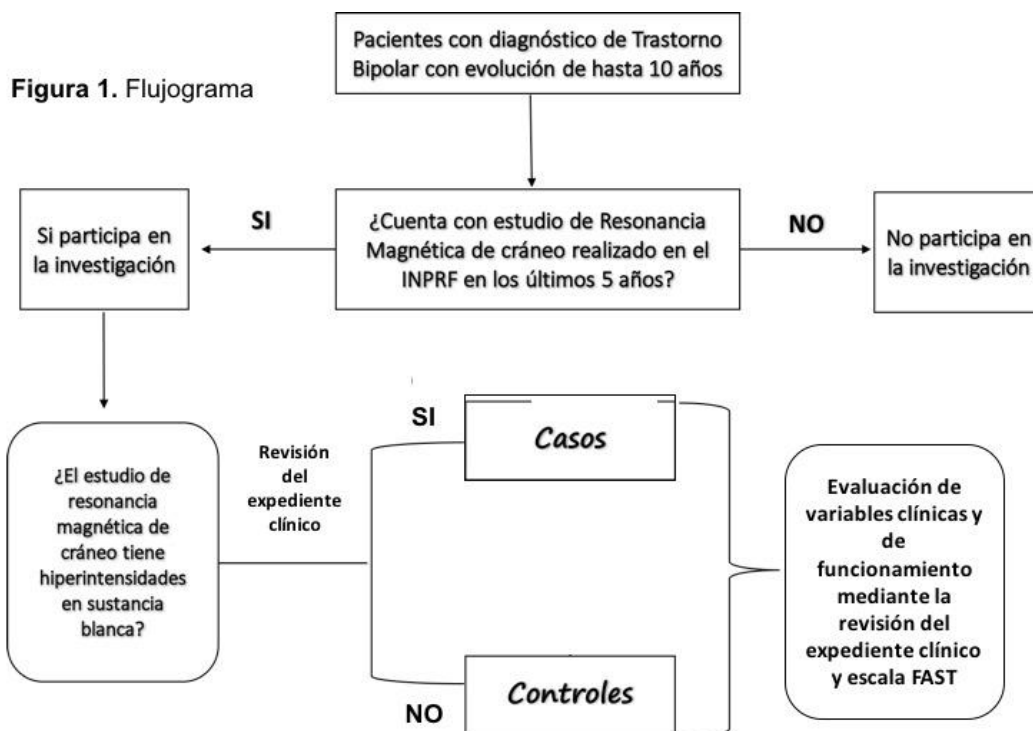 Pacientes con diagnóstico de Trastorno
Bipolar con evolución de hasta 10 años
Figura 1. Flujograma
SI
NO
Si participa en
la investigación
¿Cuenta con estudio de Resonancia
Magnética de cráneo realizado en el
INPRF en los últimos 5 años?
No participa en
la investigación
¿El estudio de
resonancia
magnética de
cráneo tiene
hiperintensidades
en sustancia
blanca?
Revisión
del
expediente
clínico
SI
Casos
NO
Controles
Evaluación de
variables clínicas y
de
funcionamiento
mediante la
revisión del
expediente clínico
y escala FAST